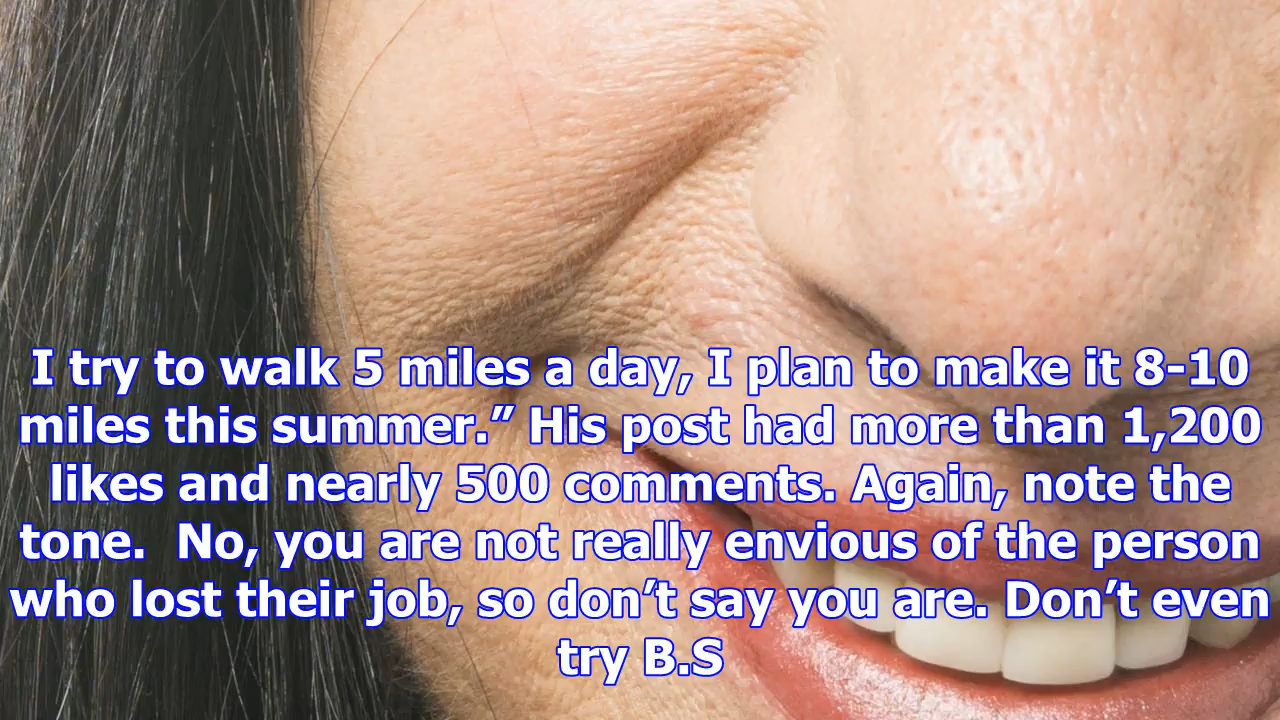 I try to walk 5 miles a day, I plan to make it 8-10
miles this summer.” His post had more than 1,200
likes and nearly 500 comments. Again, note the
tone.  No, you are not really envious of the person
who lost their job, so don’t say you are. Don’t even
try B.S